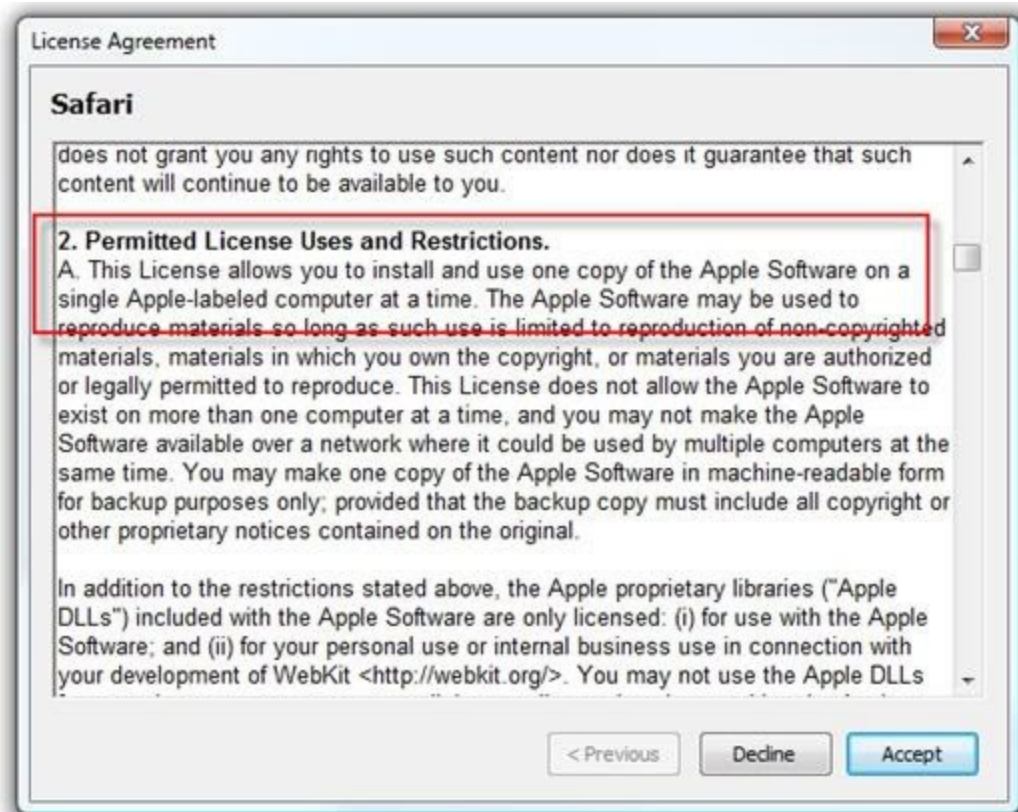 License Agreement
Safari
does not grant you any rights to use such content nor does it guarantee that such
content will continue to be available to you.
2. Permitted License Uses and Restrictions.
A. This License allows you to install and use one copy of the Apple Software on a
single Apple-labeled computer at a time. The Apple Software may be used to
reproduce materials so long as such use is limited to reproduction of non-copyrighted
materials, materials in which you own the copyright, or materials you are authorized
or legally permitted to reproduce. This License does not allow the Apple Software to
exist on more than one computer at a time, and you may not make the Apple
Software available over a network where it could be used by multiple computers at the
same time. You may make one copy of the Apple Software in machine-readable form
for backup purposes only; provided that the backup copy must include all copyright or
other proprietary notices contained on the original.
In addition to the restrictions stated above, the Apple proprietary libraries ("Apple
DLLs") included with the Apple Software are only licensed: (i) for use with the Apple
Software; and (ii) for your personal use or internal business use in connection with
your development of WebKit <http://webkit.org/>. You may not use the Apple DLLs
< Previous
Decline
Accept